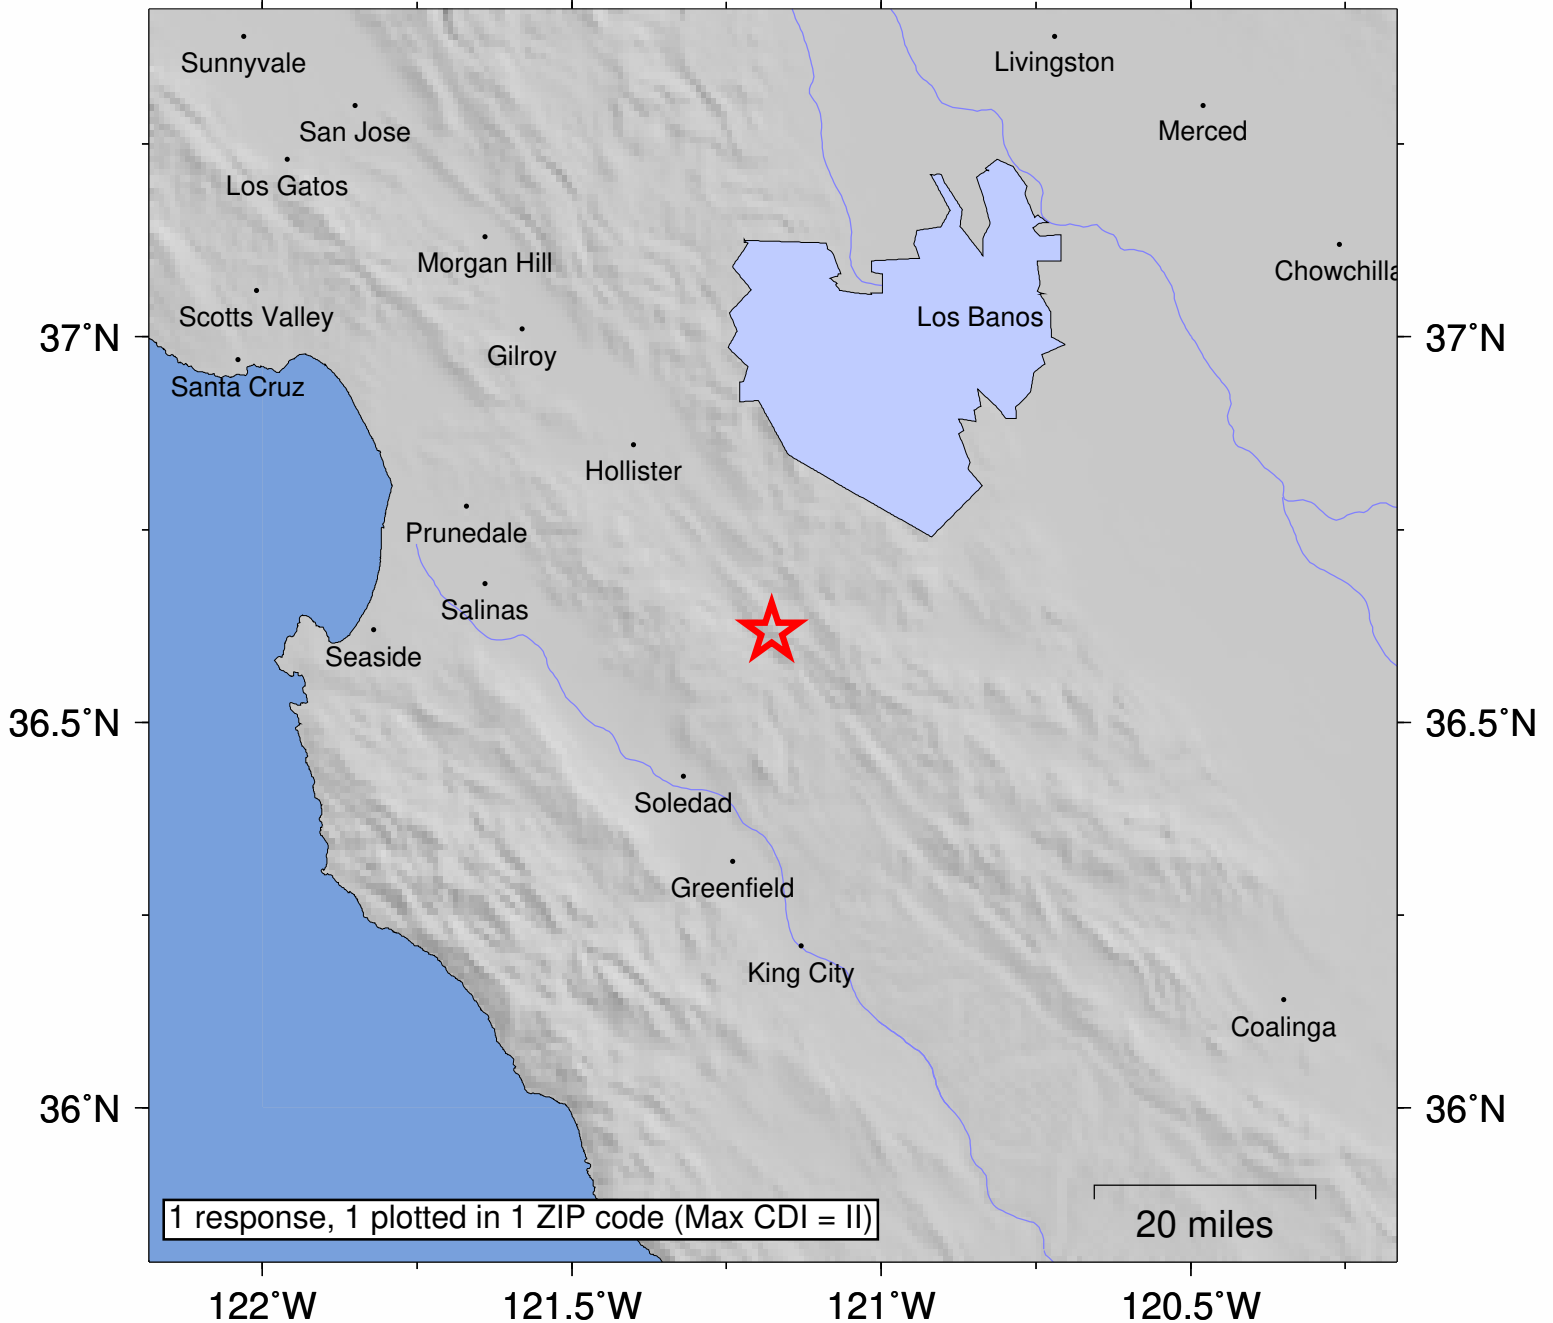 Sunnyvale
Livingston
San Jose
Merced
Los Gatos
Morgan Hill
Chowchilla
Scotts Valley
Los Banos
37˚N
37˚N
Gilroy
Santa Cruz
Hollister
Prunedale
Salinas
Seaside
36.5˚N
36.5˚N
Soledad
Greenfield
King City
Coalinga
36˚N
36˚N
1 response, 1 plotted in 1 ZIP code (Max CDI = II)
20 miles
122˚W
121.5˚W
121˚W
120.5˚W